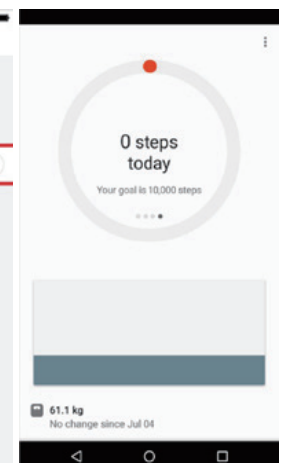 0 steps
today
Your goal is 10,000 steps
61.1 kg
No change since Jul 04